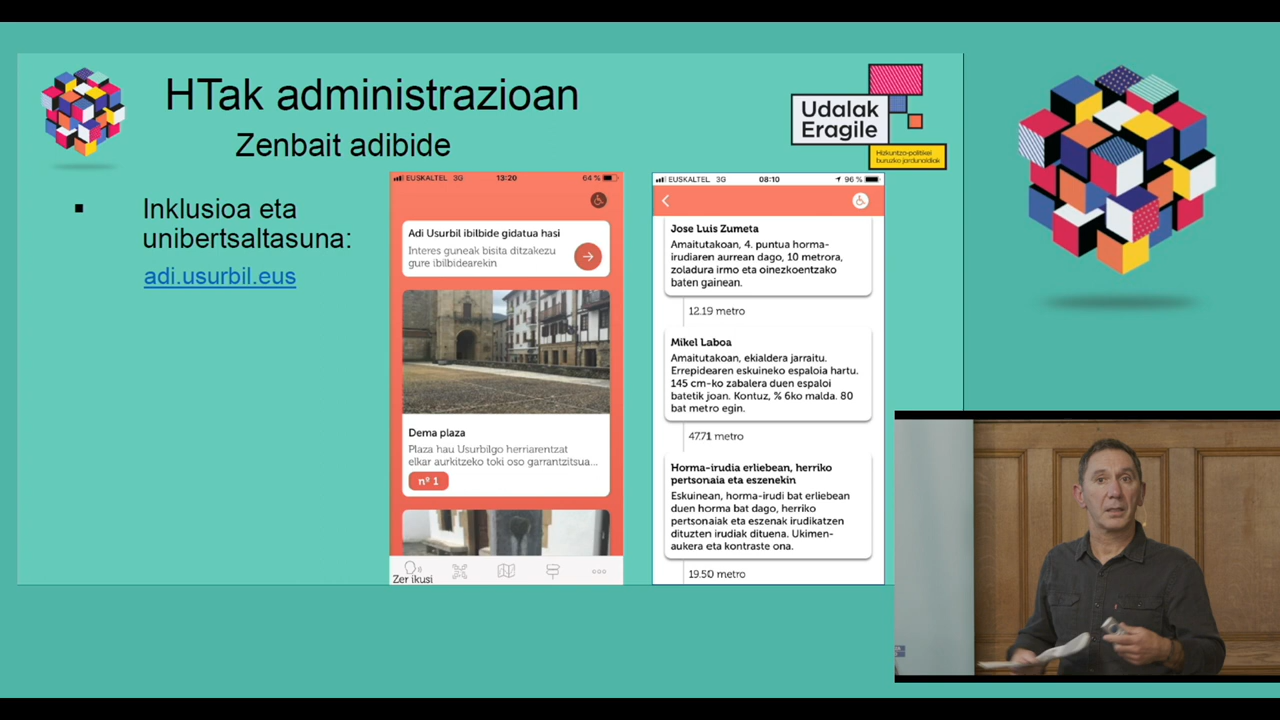 HTak administrazioan
Zenbait adibide
Udalak
Eragile
Hizkuntza-politikei
buruzko jardunaldiak
▪ Inklusioa eta
unibertsaltasuna:
adi.usurbil.eus
EUSKALTEL 3G 13:20 64 %
Adi Usurbil ibilbide gidatua hasi
Interes guneak bisita ditzakezu
gure ibilbidearekin
Dema plaza
Plaza hau Usurbilgo herriarentzat
elkar aurkitzeko toki oso garrantzitsua...
nº 1
Zer ikusi
EUSKALTEL 3G 08:10 96 %
Jose Luis Zumeta
Amaitutakoan, 4. puntua horma-
irudiaren aurrean dago, 10 metrora,
zoladura irmo eta oinezkoentzako
baten gainean.
12.19 metro
Mikel Laboa
Amaitutakoan, ekialdera jarraitu.
Errepidearen eskuineko espaloia hartu.
145 cm-ko zabalera duen espaloi
batetik joan. Kontuz, % 6ko malda. 80
bat metro egin.
47.71 metro
Horma-irudia erliebean, herriko
pertsonaia eta eszenekin
Eskuinean, horma-irudi bat erliebean
duen horma bat dago, herriko
pertsonaiak eta eszenak irudikatzen
dituzten irudiak dituena. Ukimen-
aukera eta kontraste ona.
19.50 metro